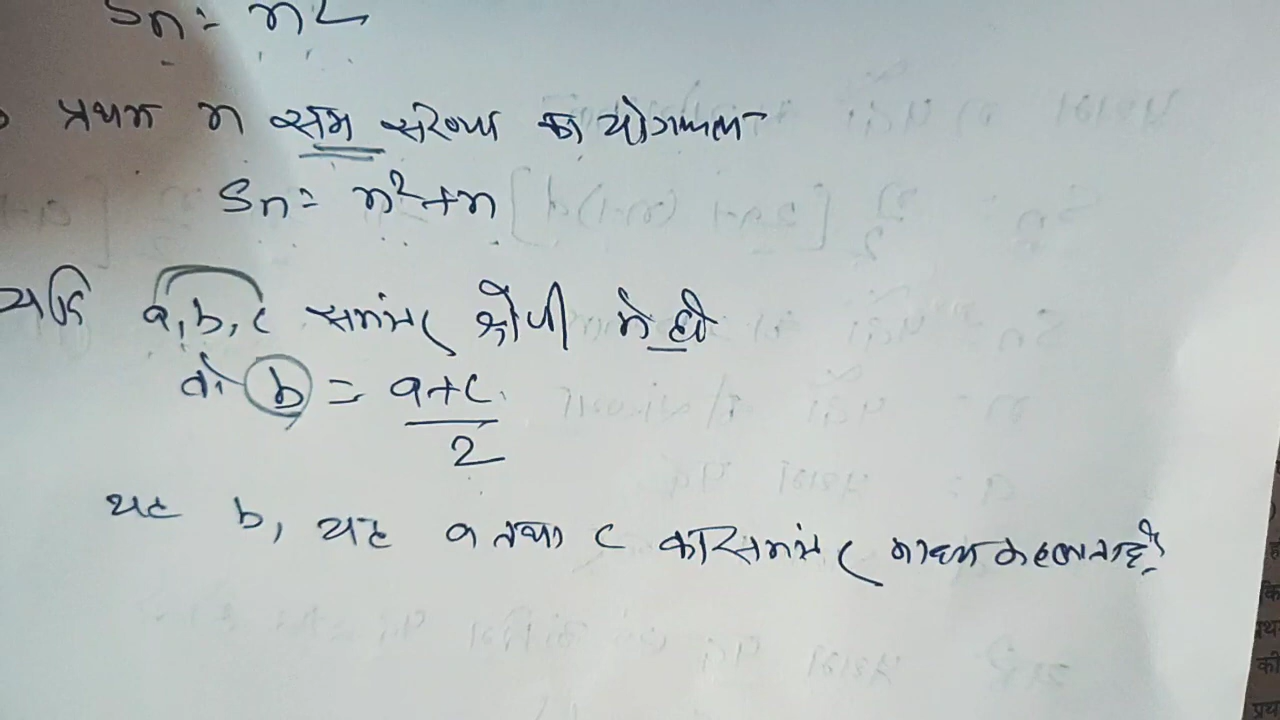 Sn = n²
प्रथम n सम संख्या का योगफल
Sn = n²+n
यदि a, b, c समांतर श्रेणी में हो
तो b = a+c
2
यह b, यह a तथा c का समांतर माध्य कहलाता है।